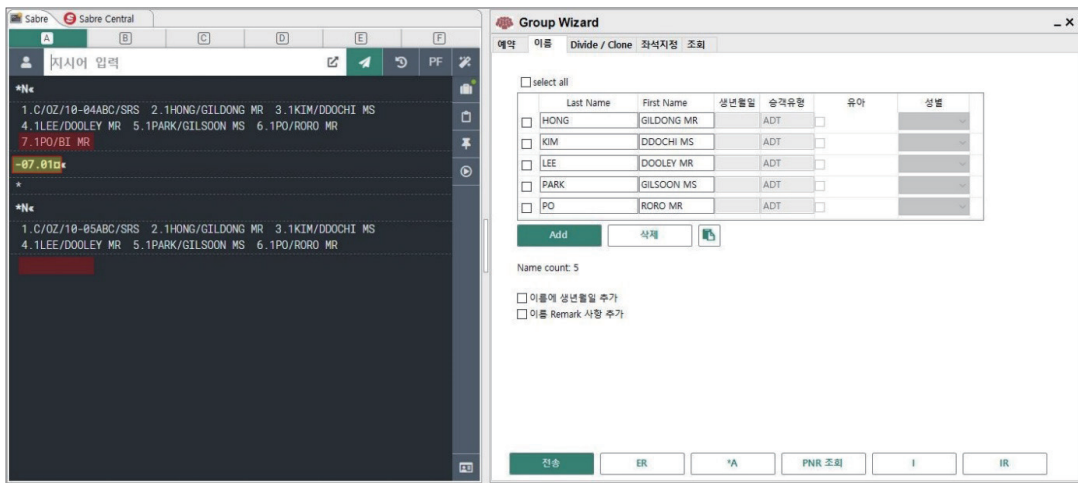 Sabre Sabre Central
A B C D E F
지시어 입력 PF
*N«
1.C/OZ/10-04ABC/SRS 2.1HONG/GILDONG MR 3.1KIM/DDOCHI MS
4.1LEE/DOOLEY MR 5.1PARK/GILSOON MS 6.1PO/RORO MR
7.1PO/BI MR
-07.01¤«
*
*N«
1.C/OZ/10-05ABC/SRS 2.1HONG/GILDONG MR 3.1KIM/DDOCHI MS
4.1LEE/DOOLEY MR 5.1PARK/GILSOON MS 6.1PO/RORO MR
Group Wizard
예약 이름 Divide / Clone 좌석지정 조회
select all
Last Name First Name 생년월일 승객유형 유아 성별
HONG GILDONG MR ADT
KIM DDOCHI MS ADT
LEE DOOLEY MR ADT
PARK GILSOON MS ADT
PO RORO MR ADT
Add 삭제
Name count: 5
이름에 생년월일 추가
이름 Remark 사항 추가
전송 ER *A PNR 조회 I IR